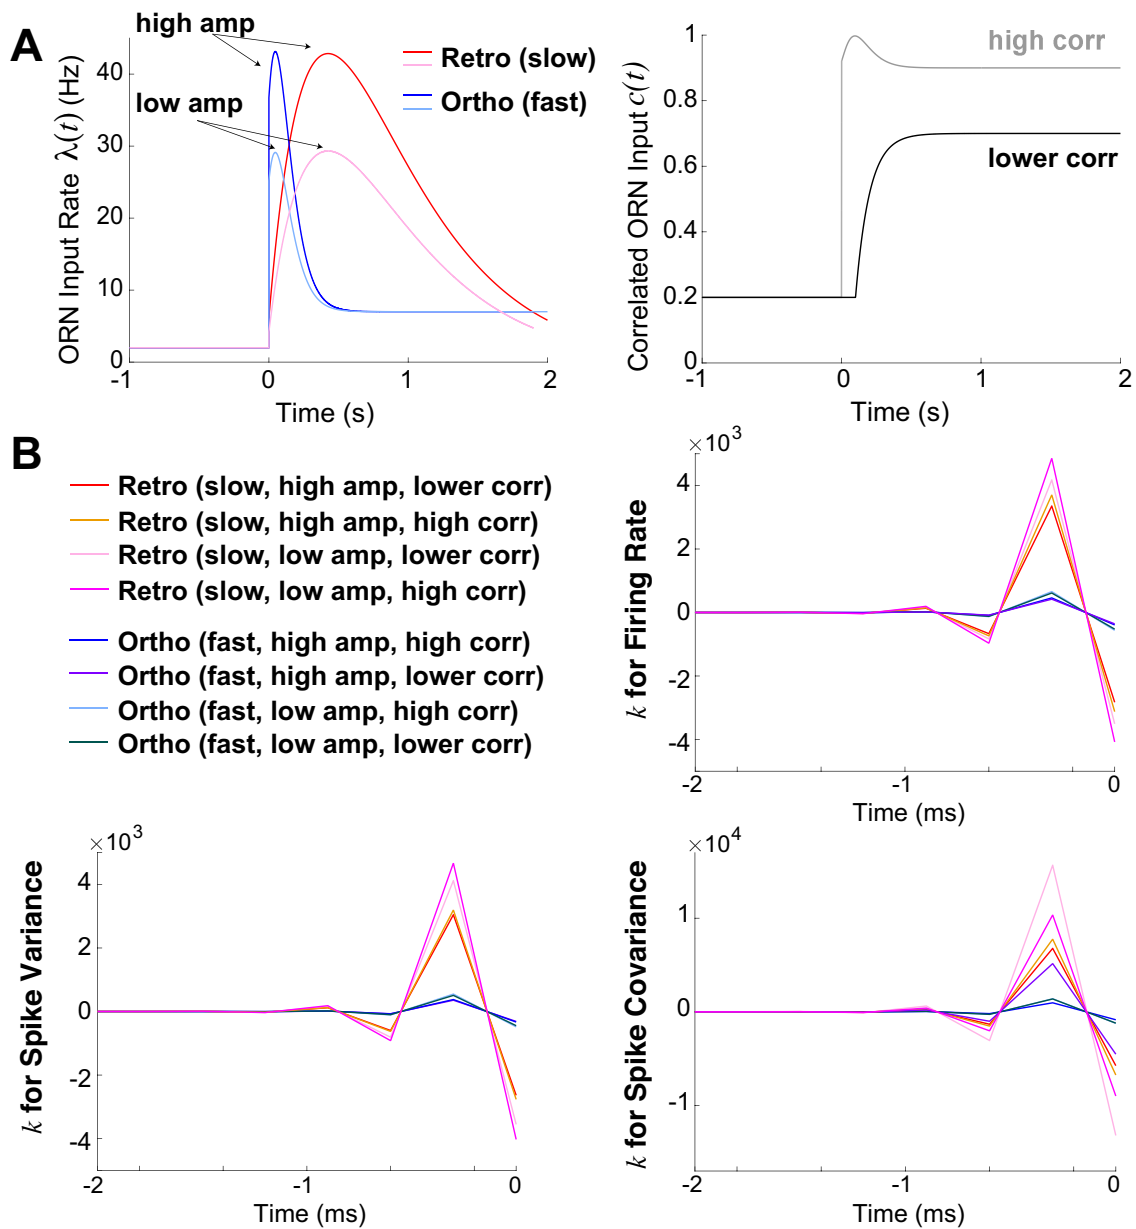 A
high amp
low amp
Retro (slow)
Ortho (fast)
ORN Input Rate λ(t) (Hz)
40
30
20
10
0
-1
0
1
2
Time (s)
high corr
lower corr
Correlated ORN Input c(t)
1
0.8
0.6
0.4
0.2
0
-1
0
1
2
Time (s)
B
Retro (slow, high amp, lower corr)
Retro (slow, high amp, high corr)
Retro (slow, low amp, lower corr)
Retro (slow, low amp, high corr)
Ortho (fast, high amp, high corr)
Ortho (fast, high amp, lower corr)
Ortho (fast, low amp, high corr)
Ortho (fast, low amp, lower corr)
×10³
k for Firing Rate
4
2
0
-2
-4
-2
-1
0
Time (ms)
×10³
k for Spike Variance
4
2
0
-2
-4
-2
-1
0
Time (ms)
×10⁴
k for Spike Covariance
1
0
-1
-2
-1
0
Time (ms)